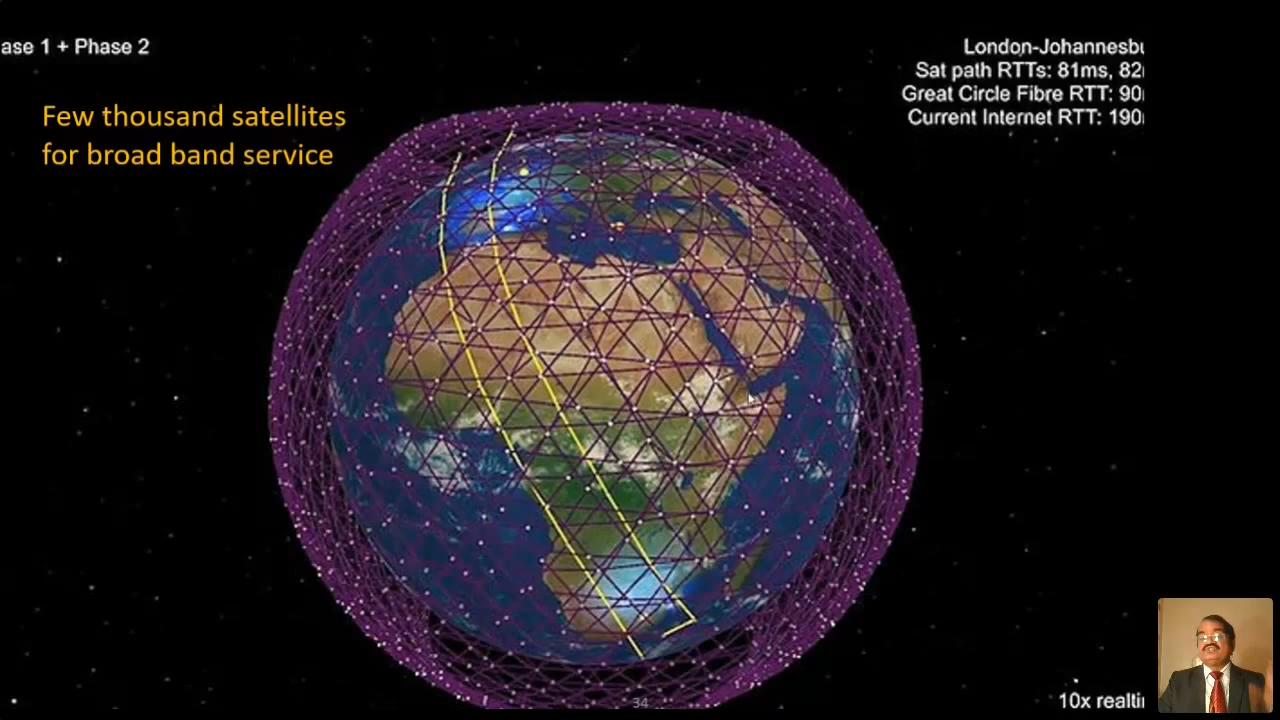 ase 1 + Phase 2
London-Johannesbu
Sat path RTTs: 81ms, 82
Great Circle Fibre RTT: 90
Current Internet RTT: 190
Few thousand satellites
for broad band service
34
10x realti